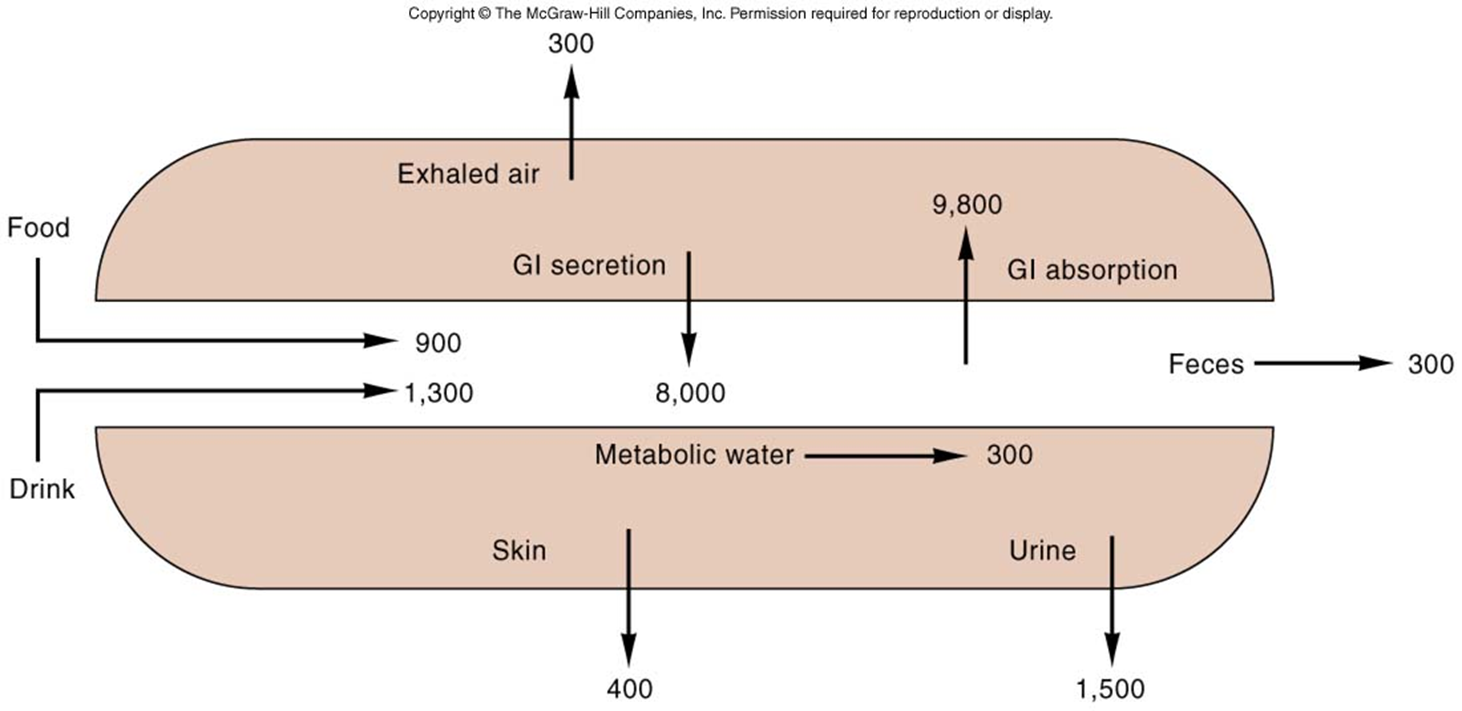 Copyright © The McGraw-Hill Companies, Inc. Permission required for reproduction or display.
300
Exhaled air
9,800
Food
GI secretion
GI absorption
900
Feces
300
1,300
8,000
Metabolic water
300
Drink
Skin
Urine
400
1,500